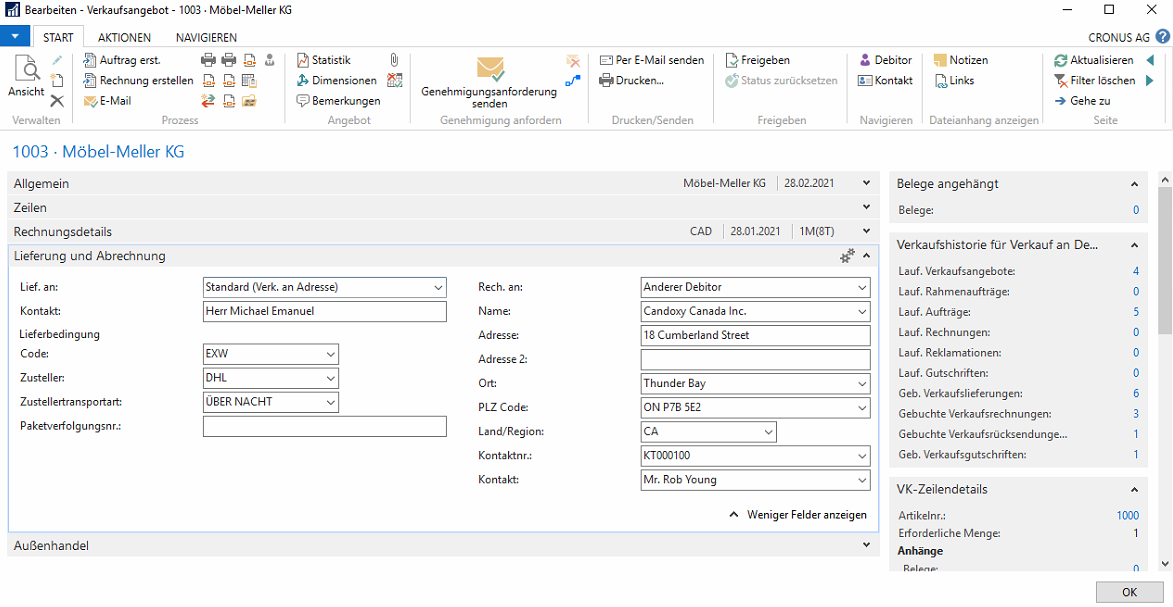 Bearbeiten - Verkaufsangebot - 1003 · Möbel-Meller KG
START AKTIONEN NAVIGIEREN CRONUS AG
Ansicht
Verwalten
Auftrag erst.
Rechnung erstellen
E-Mail
Prozess
Statistik
Dimensionen
Bemerkungen
Angebot
Genehmigungsanforderung
senden
Genehmigung anfordern
Per E-Mail senden
Drucken...
Drucken/Senden
Freigeben
Status zurücksetzen
Freigeben
Debitor
Kontakt
Navigieren
Notizen
Links
Dateianhang anzeigen
Aktualisieren
Filter löschen
Gehe zu
Seite
1003 · Möbel-Meller KG
Allgemein Möbel-Meller KG 28.02.2021
Zeilen
Rechnungsdetails CAD 28.01.2021 1M(8T)
Lieferung und Abrechnung
Lief. an: Standard (Verk. an Adresse)
Kontakt: Herr Michael Emanuel
Lieferbedingung
Code: EXW
Zusteller: DHL
Zustellertransportart: ÜBER NACHT
Paketverfolgungsnr.:
Rech. an: Anderer Debitor
Name: Candoxy Canada Inc.
Adresse: 18 Cumberland Street
Adresse 2:
Ort: Thunder Bay
PLZ Code: ON P7B 5E2
Land/Region: CA
Kontaktnr.: KT000100
Kontakt: Mr. Rob Young
Weniger Felder anzeigen
Außenhandel
Belege angehängt
Belege: 0
Verkaufshistorie für Verkauf an De...
Lauf. Verkaufsangebote: 4
Lauf. Rahmenaufträge: 0
Lauf. Aufträge: 5
Lauf. Rechnungen: 0
Lauf. Reklamationen: 0
Lauf. Gutschriften: 0
Geb. Verkaufslieferungen: 6
Gebuchte Verkaufsrechnungen: 3
Gebuchte Verkaufsrücksendunge... 1
Geb. Verkaufsgutschriften: 1
VK-Zeilendetails
Artikelnr.: 1000
Erforderliche Menge: 1
Anhänge
Belege: 0
OK